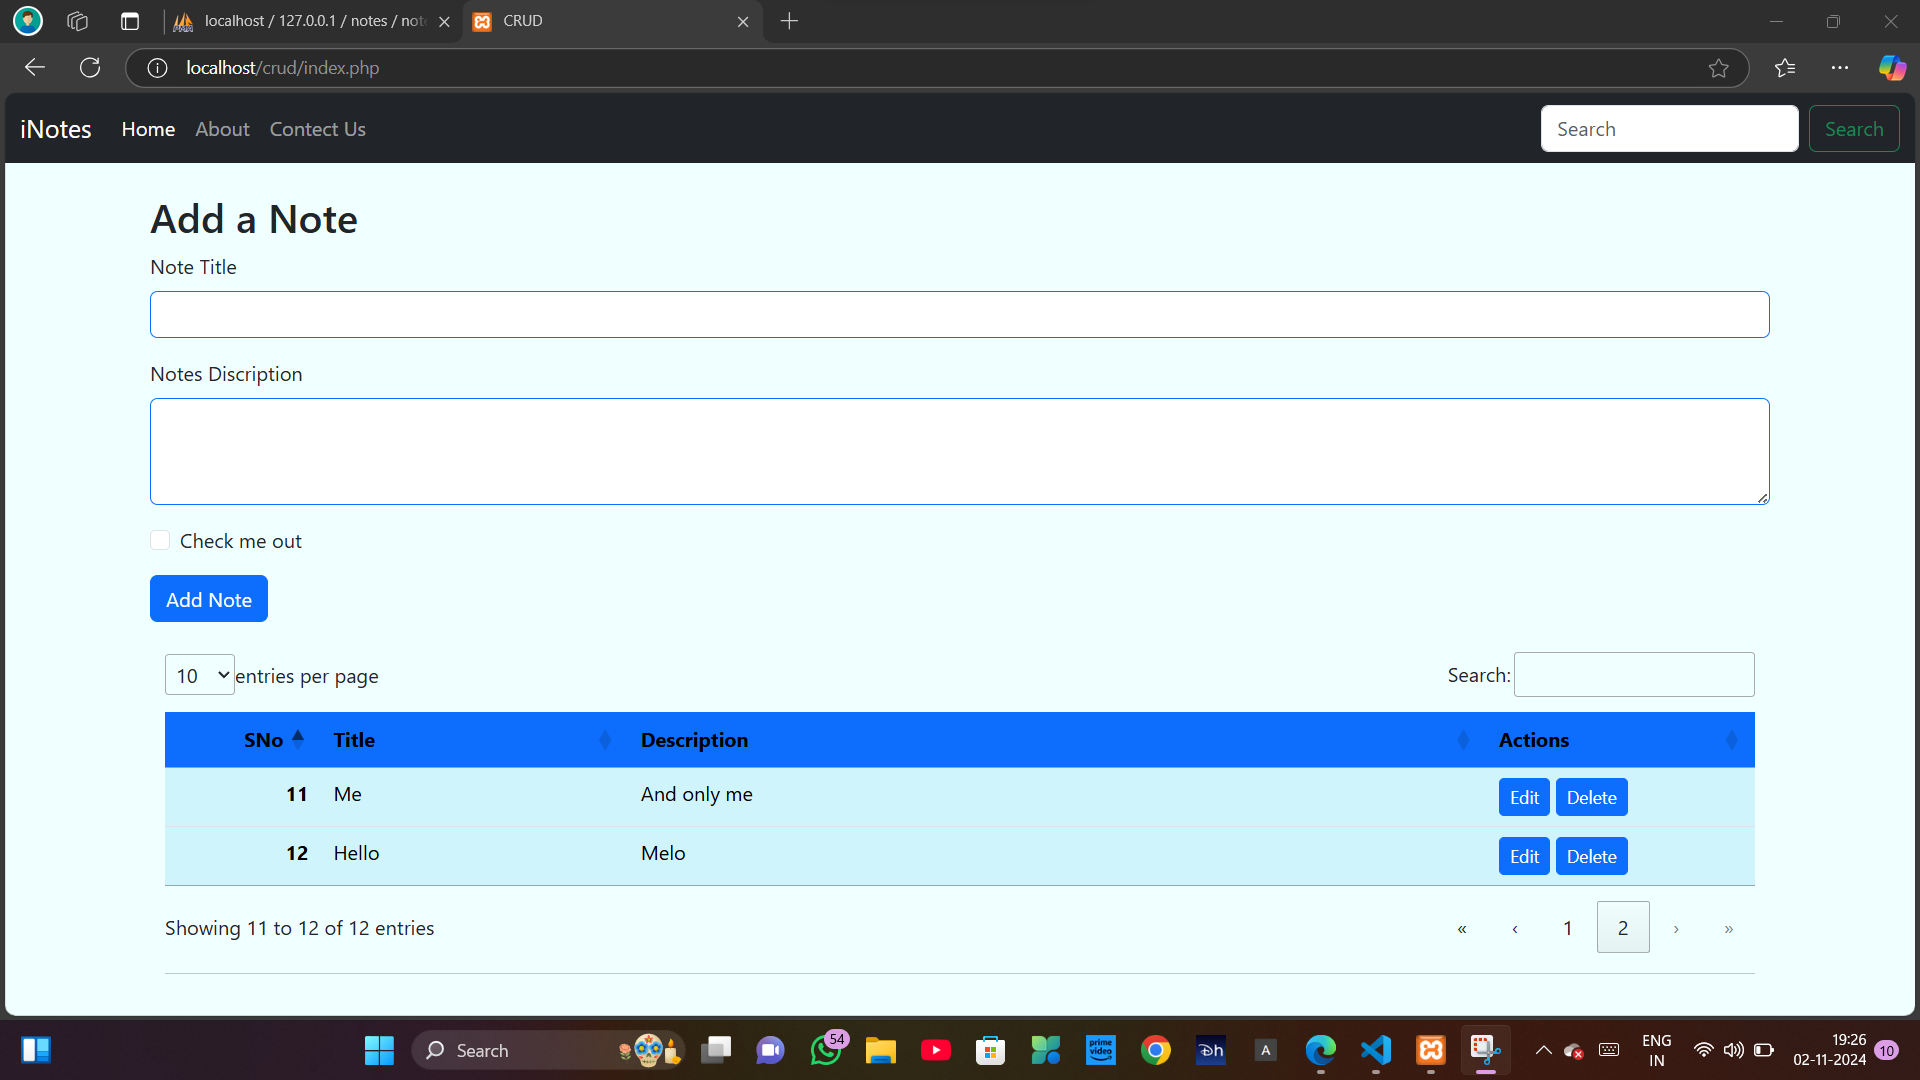 localhost / 127.0.0.1 / notes / note
CRUD
localhost/crud/index.php
iNotes Home About Contect Us Search Search
Add a Note
Note Title
Notes Discription
Check me out
Add Note
10 entries per page Search:
SNo Title Description Actions
11 Me And only me Edit Delete
12 Hello Melo Edit Delete
Showing 11 to 12 of 12 entries « ‹ 1 2 › »
Search
54
prime video
A
ENG
IN
19:26
02-11-2024
10